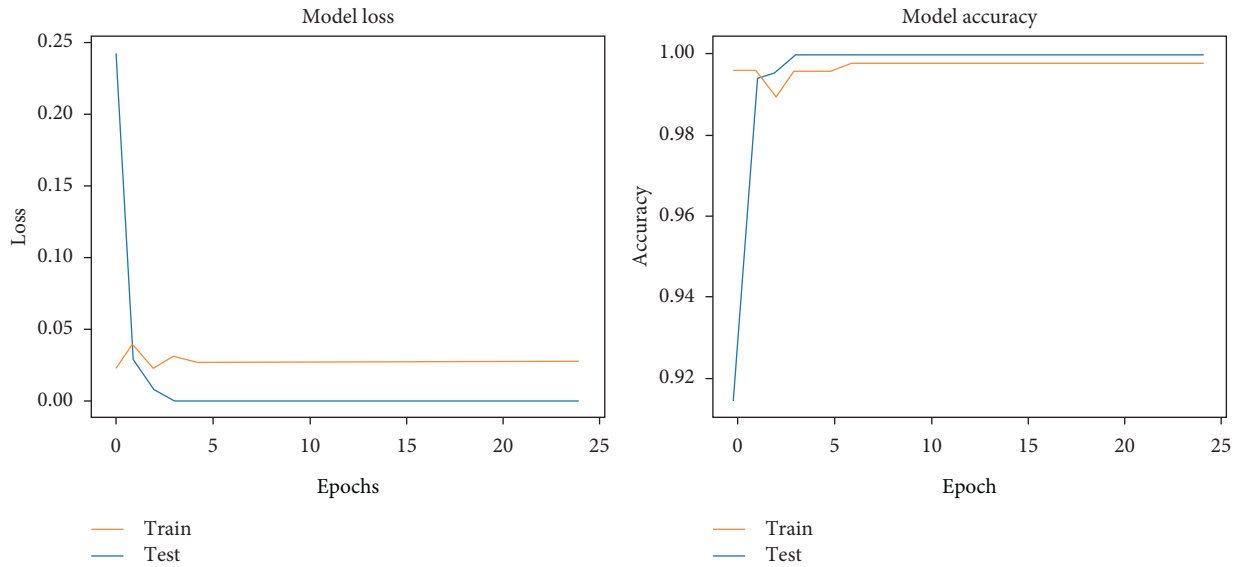 Model loss
0.25
0.20
0.15
0.10
0.05
0.00
Loss
0 5 10 15 20 25
Epochs
Train
Test
Model accuracy
1.00
0.98
0.96
0.94
0.92
Accuracy
0 5 10 15 20 25
Epoch
Train
Test